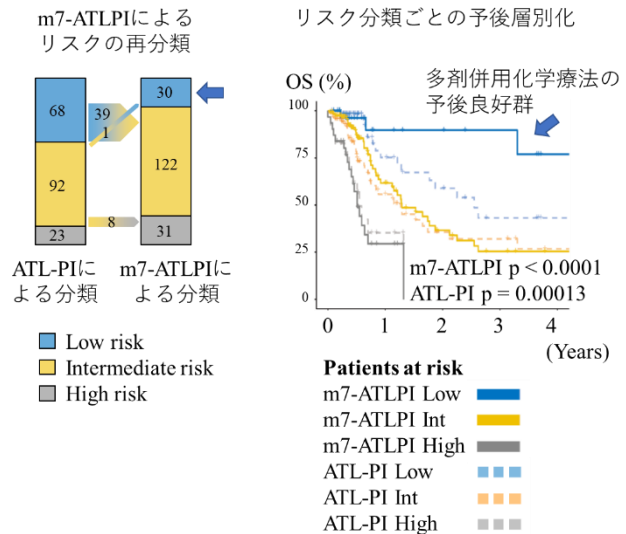 m7-ATLPIによる
リスクの再分類
68
92
23
39
1
8
30
122
31
ATL-PIに
よる分類
m7-ATLPIに
よる分類
Low risk
Intermediate risk
High risk
リスク分類ごとの予後層別化
OS (%)
多剤併用化学療法の
予後良好群
100
75
50
25
0
m7-ATLPI p < 0.0001
ATL-PI p = 0.00013
0 1 2 3 4
(Years)
Patients at risk
m7-ATLPI Low
m7-ATLPI Int
m7-ATLPI High
ATL-PI Low
ATL-PI Int
ATL-PI High